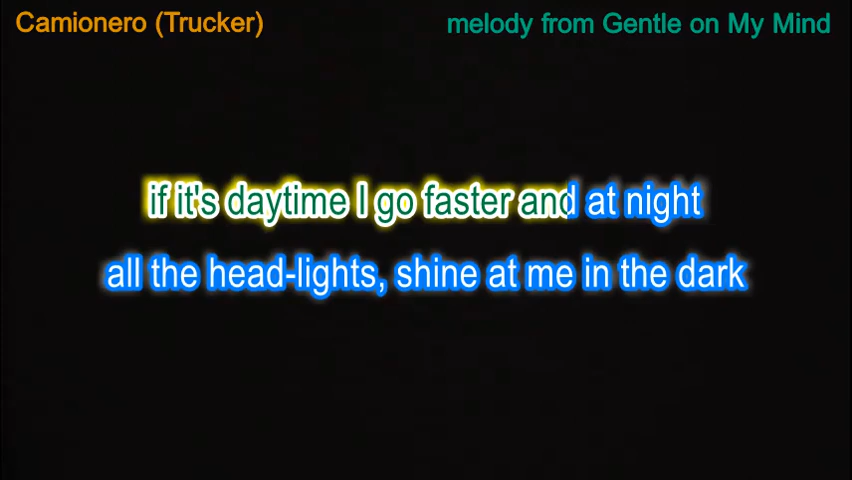 Camionero (Trucker)
melody from Gentle on My Mind
if it's daytime I go faster and at night
all the head-lights, shine at me in the dark